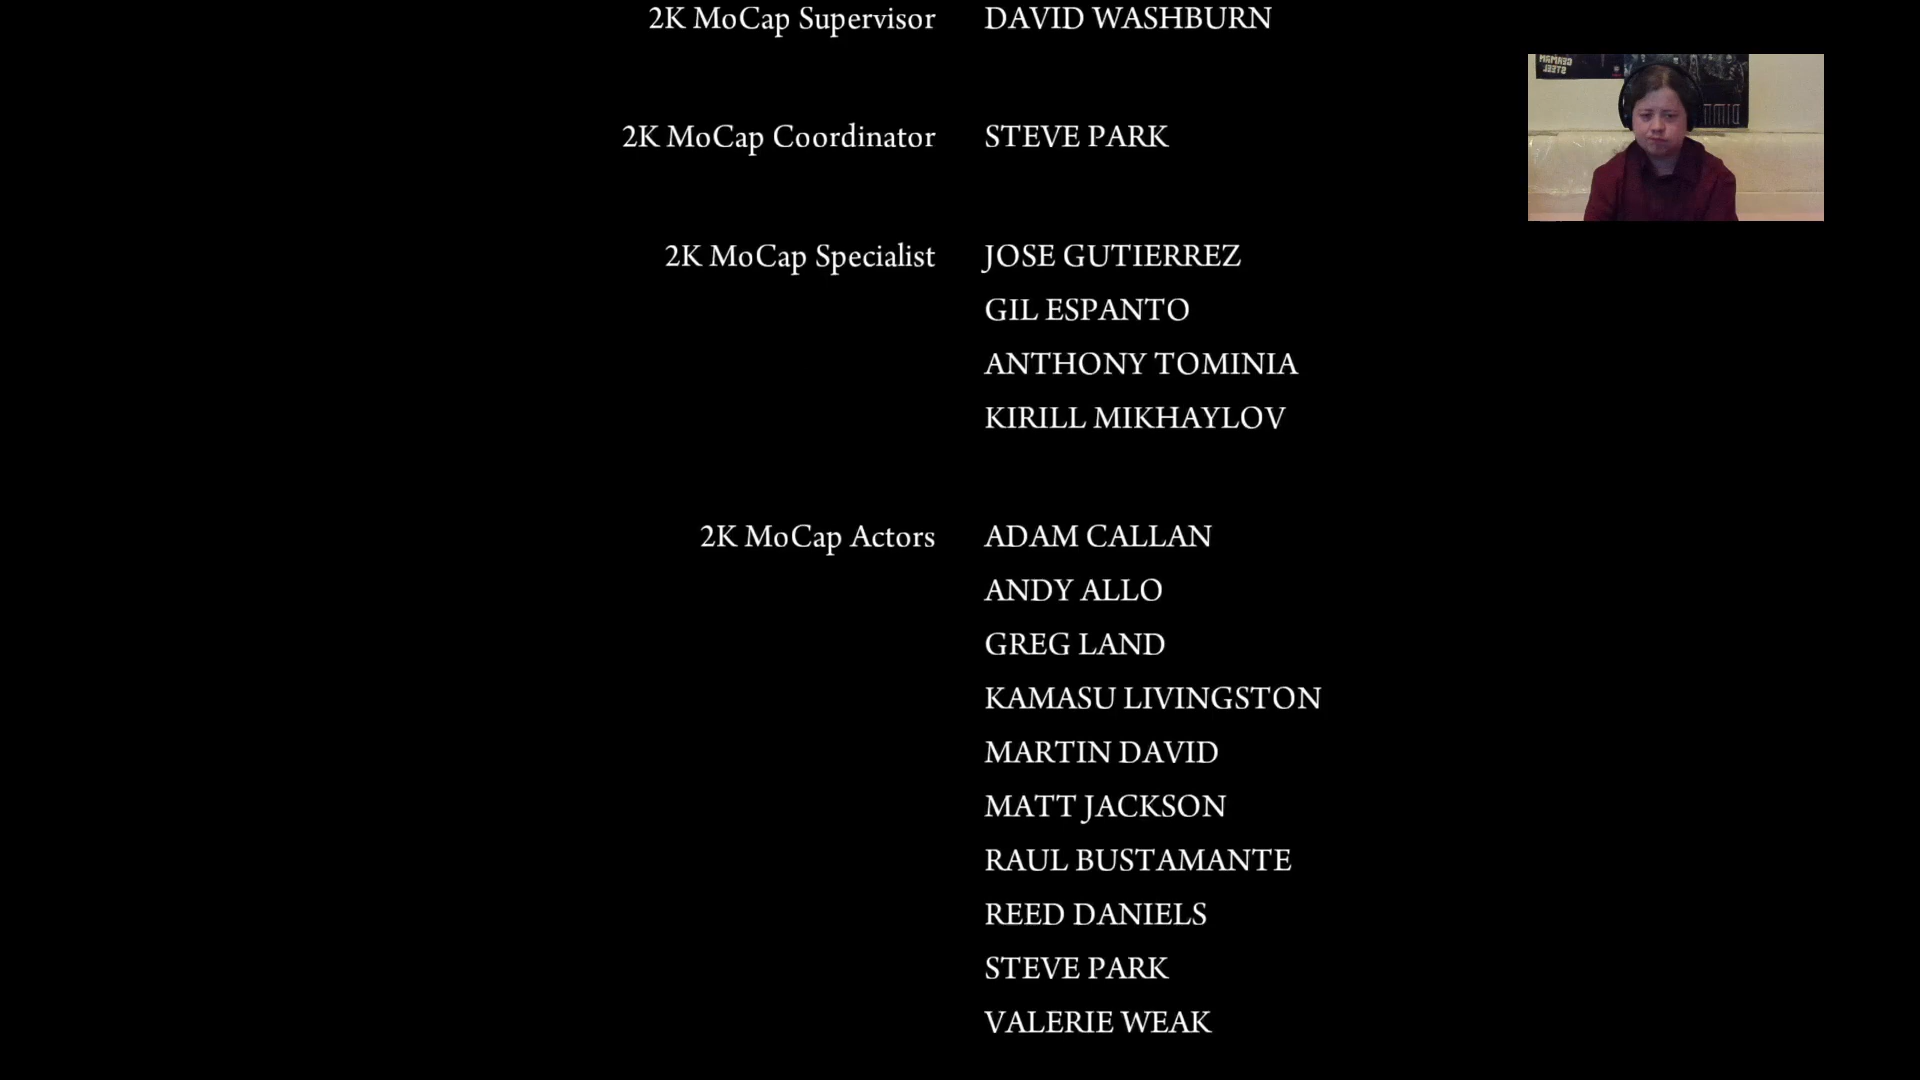 2K MoCap Supervisor DAVID WASHBURN
2K MoCap Coordinator STEVE PARK
2K MoCap Specialist JOSE GUTIERREZ
GIL ESPANTO
ANTHONY TOMINIA
KIRILL MIKHAYLOV
2K MoCap Actors ADAM CALLAN
ANDY ALLO
GREG LAND
KAMASU LIVINGSTON
MARTIN DAVID
MATT JACKSON
RAUL BUSTAMANTE
REED DANIELS
STEVE PARK
VALERIE WEAK
GERMAN
STEEL